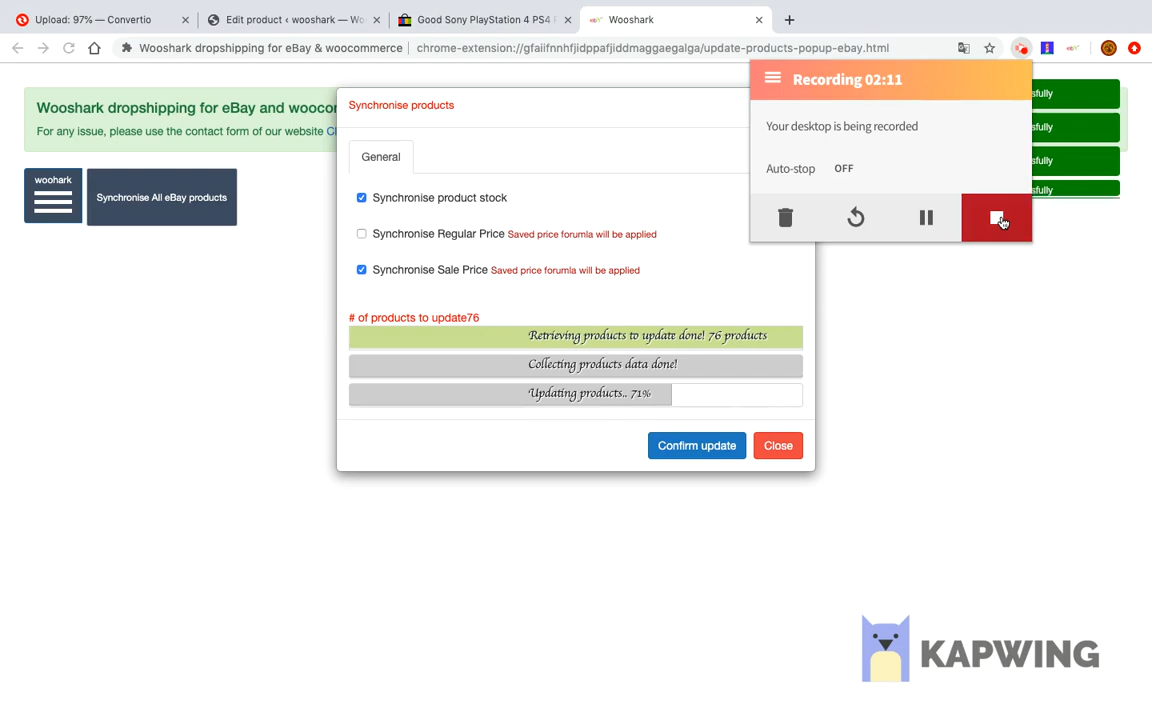 Upload: 97% — Convertio
Edit product ‹ wooshark — Wo
Good Sony PlayStation 4 PS4
Wooshark
Wooshark dropshipping for eBay & woocommerce
chrome-extension://gfaiifnnhfjidppafjiddmaggaegalga/update-products-popup-ebay.html
Recording 02:11
Your desktop is being recorded
Auto-stop OFF
sfully
sfully
sfully
sfully
Wooshark dropshipping for eBay and woocor
For any issue, please use the contact form of our website Cl
woohark
Synchronise All eBay products
Synchronise products
General
Synchronise product stock
Synchronise Regular Price Saved price forumla will be applied
Synchronise Sale Price Saved price forumla will be applied
# of products to update76
Retrieving products to update done! 76 products
Collecting products data done!
Updating products.. 71%
Confirm update
Close
KAPWING